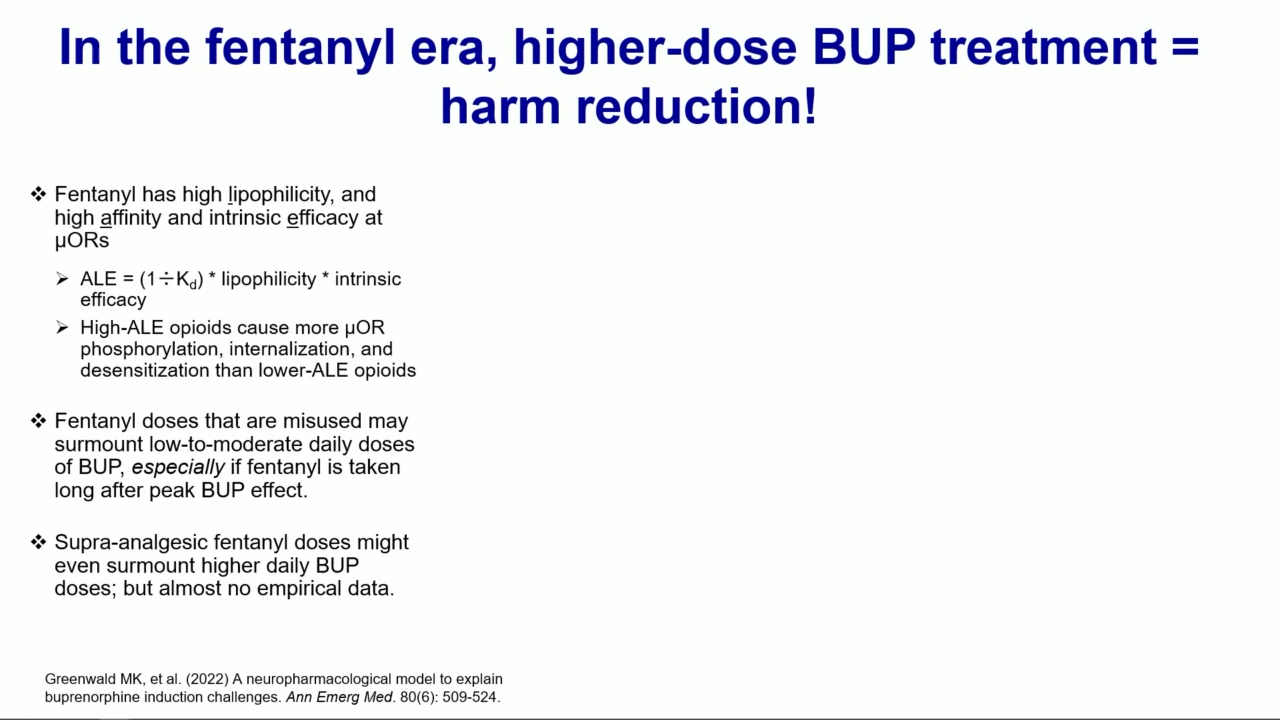 In the fentanyl era, higher-dose BUP treatment =
harm reduction!
❖ Fentanyl has high lipophilicity, and
high affinity and intrinsic efficacy at
µORs
➢ ALE = (1÷Kd) * lipophilicity * intrinsic
efficacy
➢ High-ALE opioids cause more µOR
phosphorylation, internalization, and
desensitization than lower-ALE opioids
❖ Fentanyl doses that are misused may
surmount low-to-moderate daily doses
of BUP, especially if fentanyl is taken
long after peak BUP effect.
❖ Supra-analgesic fentanyl doses might
even surmount higher daily BUP
doses; but almost no empirical data.
Greenwald MK, et al. (2022) A neuropharmacological model to explain
buprenorphine induction challenges. Ann Emerg Med. 80(6): 509-524.